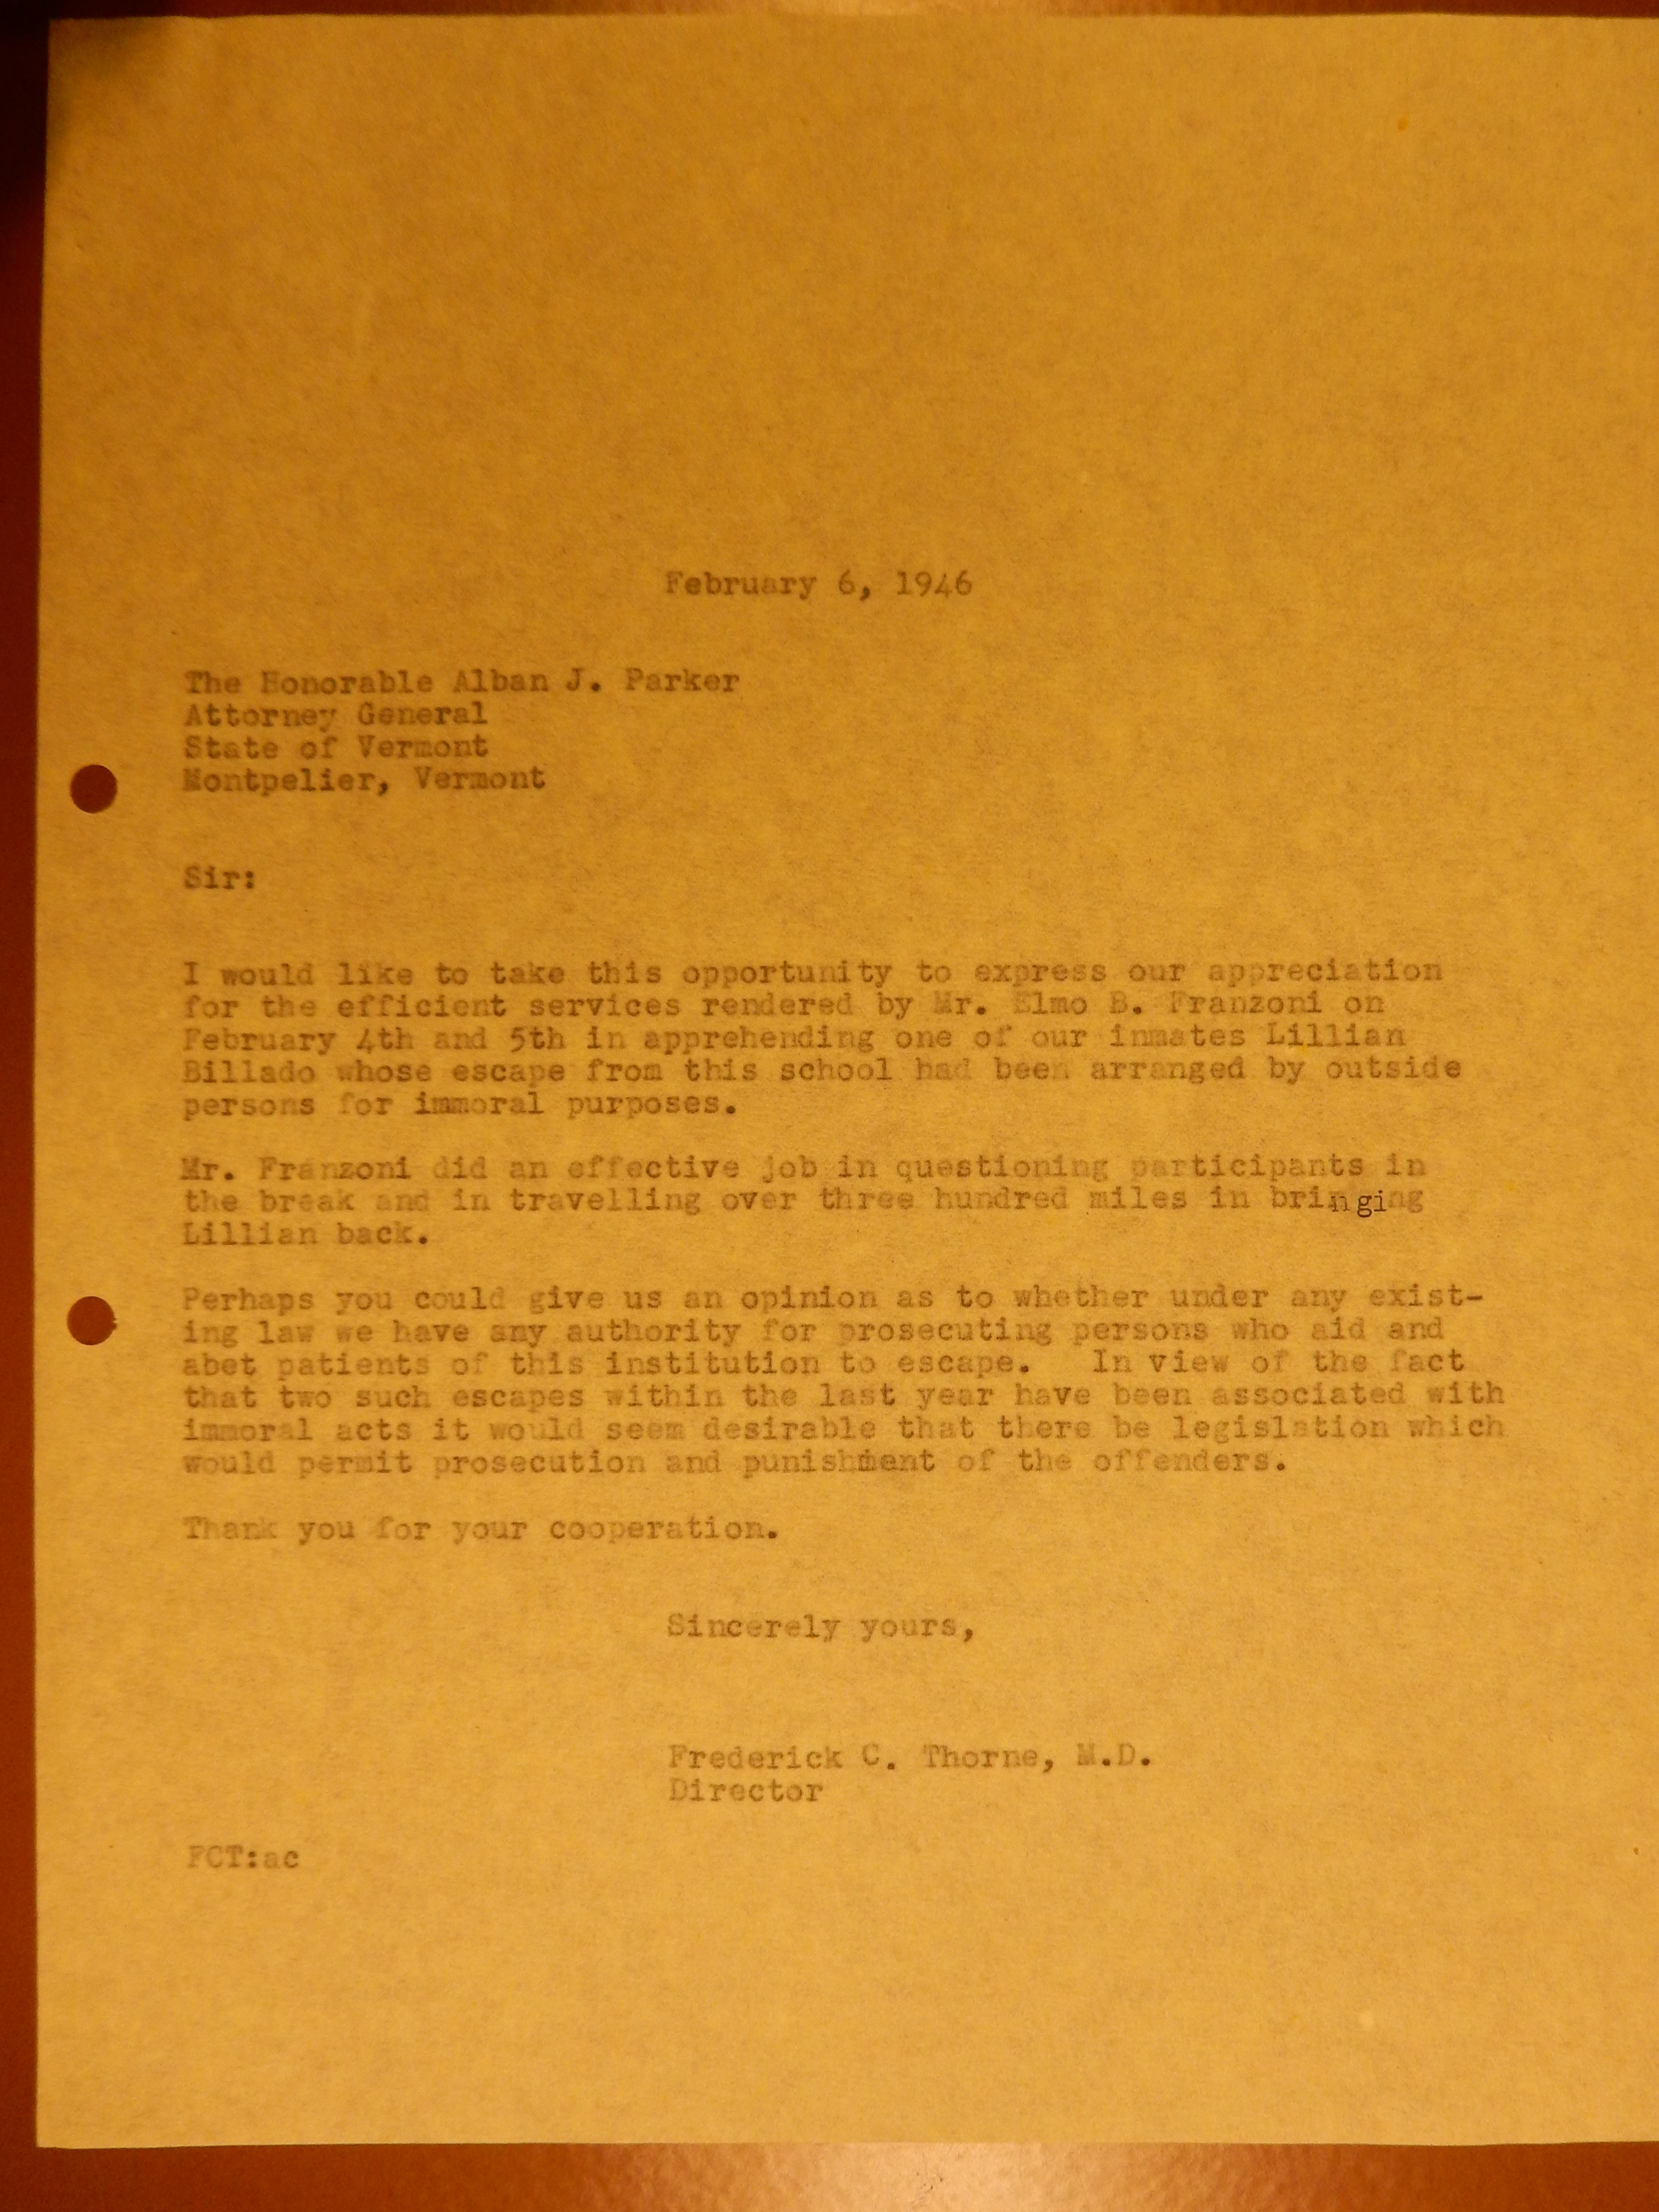 February 6, 1946
The Honorable Alban J. Parker
Attorney General
State of Vermont
Montpelier, Vermont
Sir:
I would like to take this opportunity to express our appreciation
for the efficient services rendered by Mr. Elmo B. Franzoni on
February 4th and 5th in apprehending one of our inmates Lillian
Billado whose escape from this school had been arranged by outside
persons for immoral purposes.
Mr. Franzoni did an effective job in questioning participants in
the break and in travelling over three hundred miles in bringing
Lillian back.
Perhaps you could give us an opinion as to whether under any exist-
ing law we have any authority for prosecuting persons who aid and
abet patients of this institution to escape.   In view of the fact
that two such escapes within the last year have been associated with
immoral acts it would seem desirable that there be legislation which
would permit prosecution and punishment of the offenders.
Thank you for your cooperation.
Sincerely yours,
Frederick C. Thorne, M.D.
Director
FCT:ac